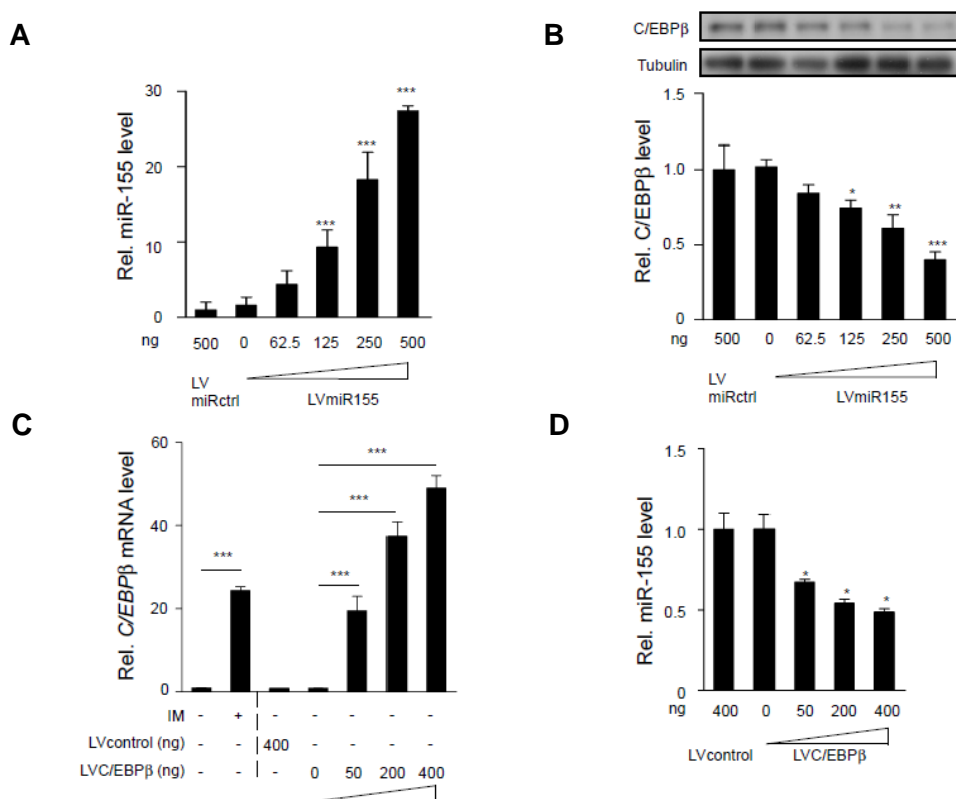 A
Rel. miR-155 level
30
20
10
0
***
***
***
ng 500 0 62.5 125 250 500
LV
miRctrl LVmiR155
B
C/EBPβ
Tubulin
Rel. C/EBPβ level
1.5
1.0
0.5
0
*
**
***
ng 500 0 62.5 125 250 500
LV
miRctrl LVmiR155
C
Rel. C/EBPβ mRNA level
60
40
20
0
***
***
***
***
IM - + - - - - -
LVcontrol (ng) - - 400 - - - -
LVC/EBPβ (ng) - - - 0 50 200 400
D
Rel. miR-155 level
1.5
1.0
0.5
0
* * *
ng 400 0 50 200 400
LVcontrol LVC/EBPβ